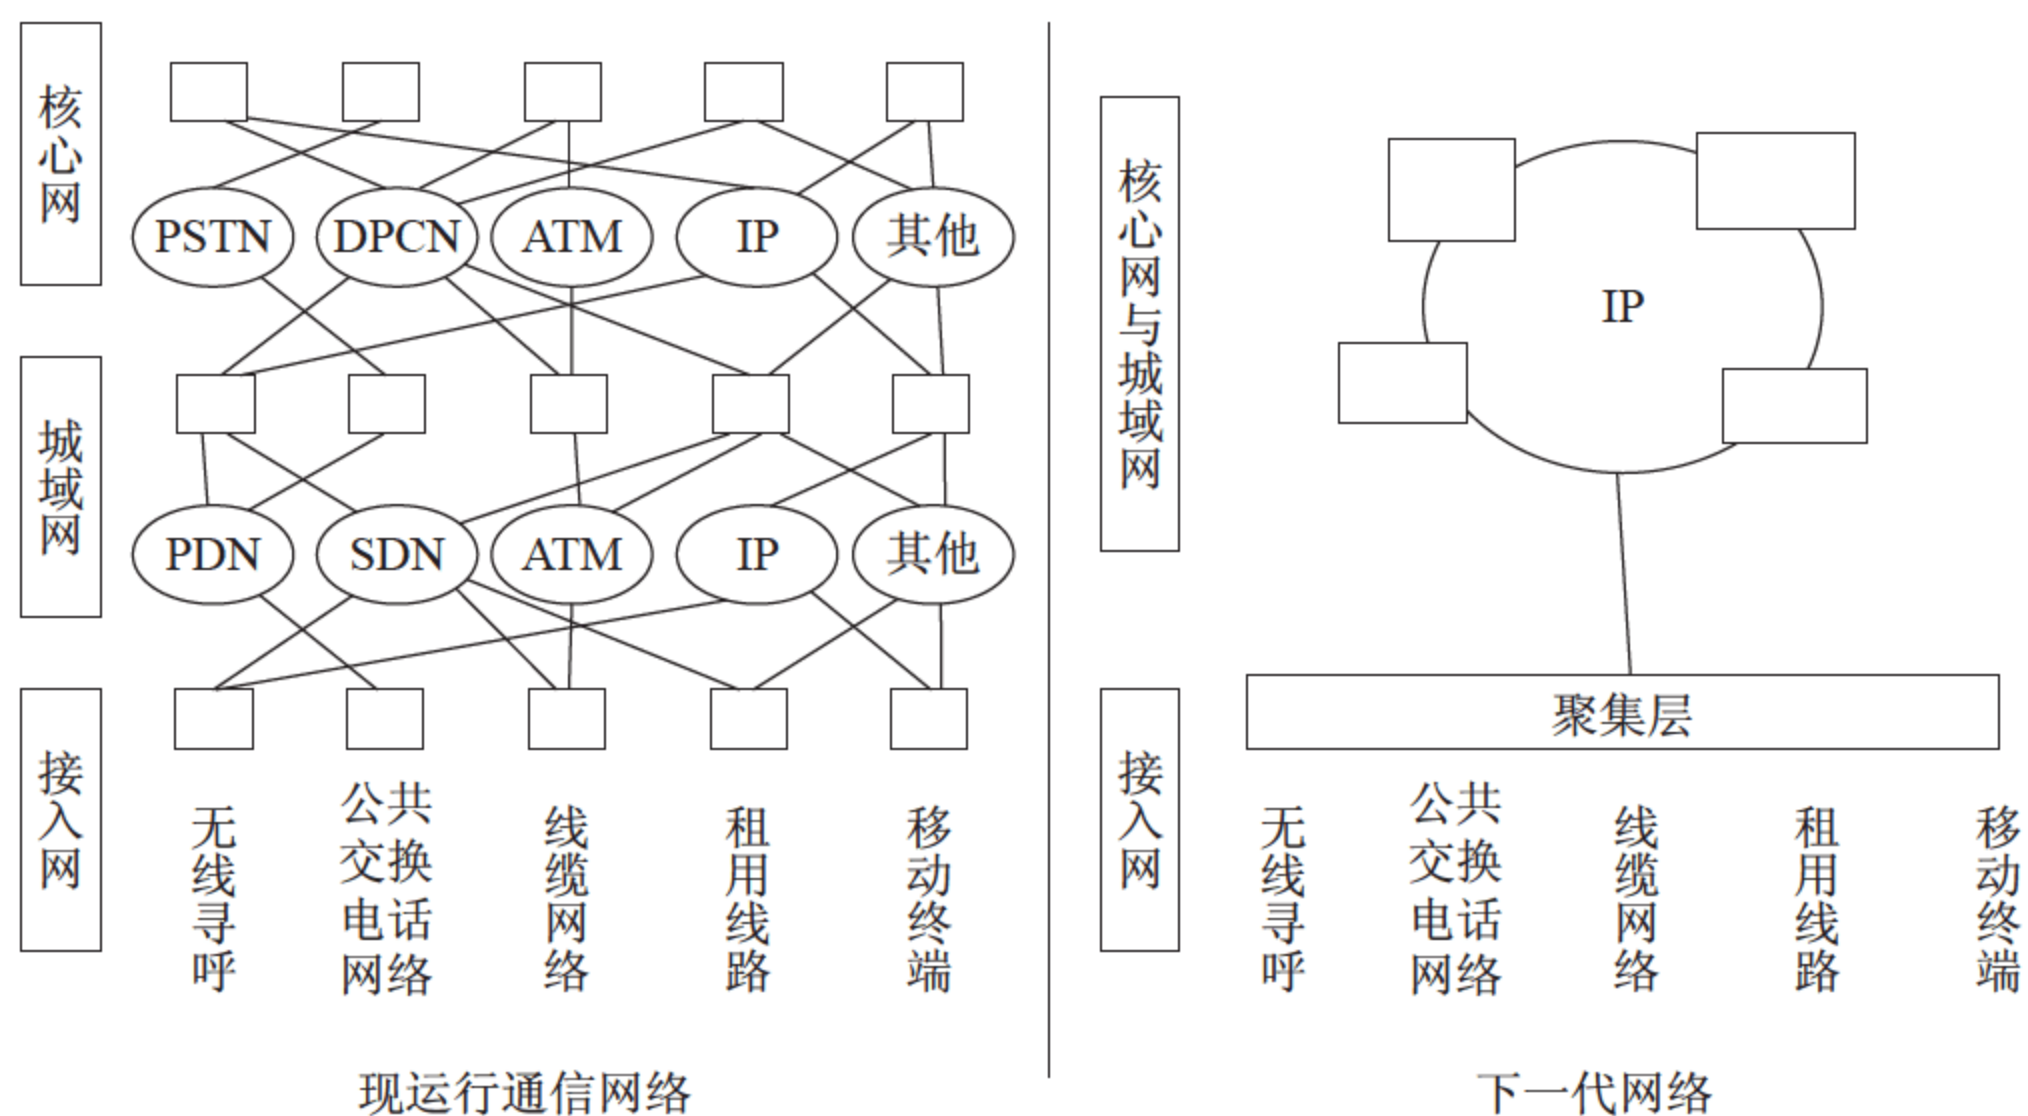 核心网
PSTN
DPCN
ATM
IP
其他
城域网
PDN
SDN
ATM
IP
其他
接入网
无线寻呼
公共
交换
电话
网络
线缆网络
租用线路
移动终端
现运行通信网络
核心网与城域网
IP
接入网
聚集层
无线寻呼
公共
交换
电话
网络
线缆网络
租用线路
移动终端
下一代网络